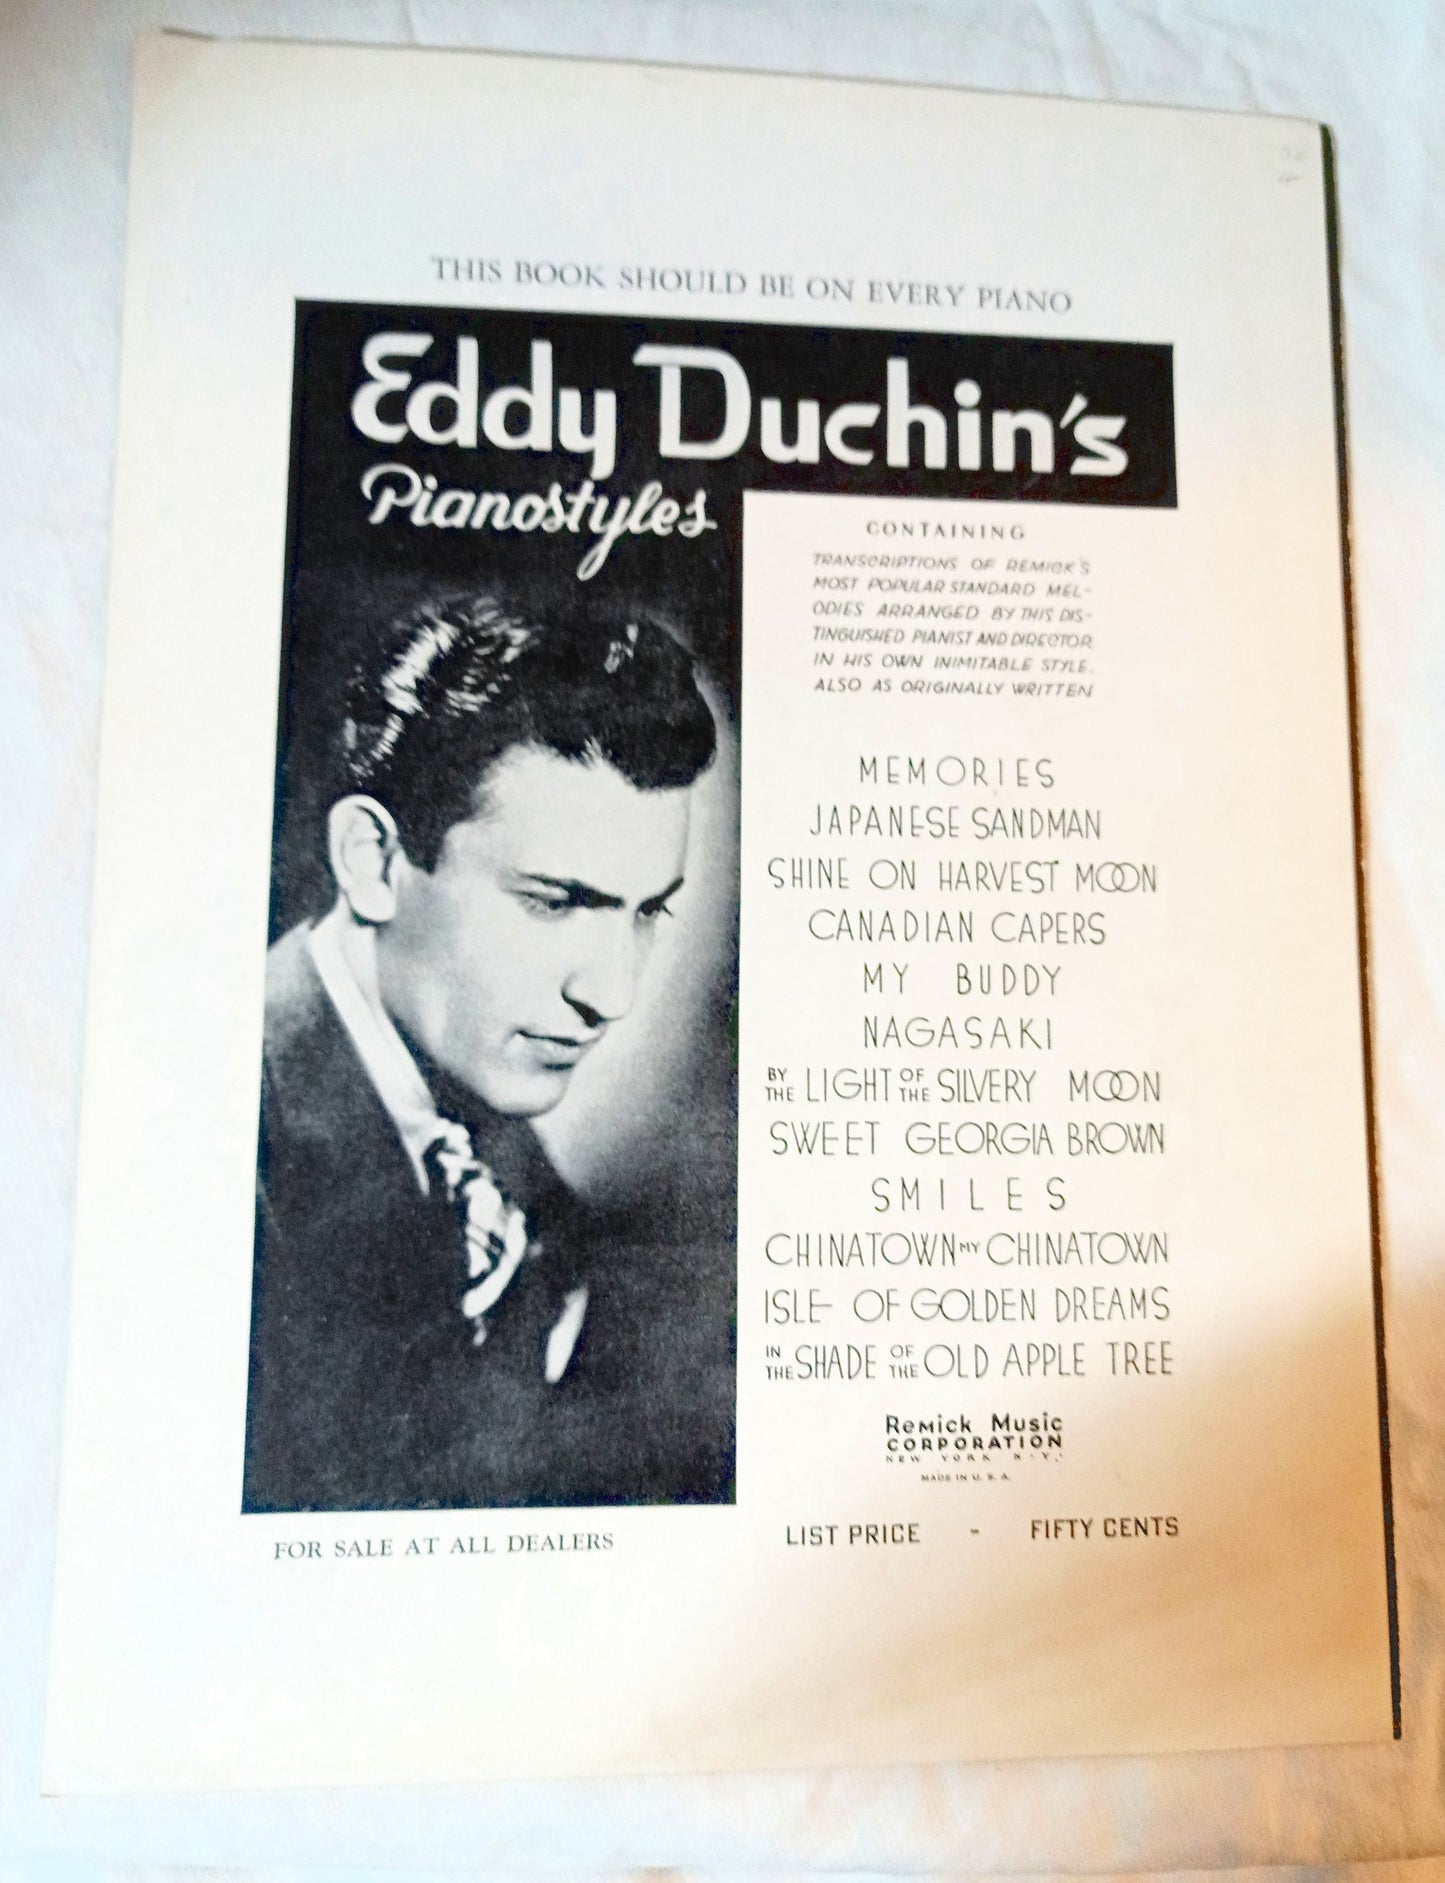 THIS BOOK SHOULD BE ON EVERY PIANO
Eddy Duchin's
Pianostyles
CONTAINING
TRANSCRIPTIONS OF REMICK'S
MOST POPULAR STANDARD MEL-
ODIES ARRANGED BY THIS DIS-
TINGUISHED PIANIST AND DIRECTOR
IN HIS OWN INIMITABLE STYLE.
ALSO AS ORIGINALLY WRITTEN
MEMORIES
JAPANESE SANDMAN
SHINE ON HARVEST MOON
CANADIAN CAPERS
MY BUDDY
NAGASAKI
BY THE LIGHT OF THE SILVERY MOON
SWEET GEORGIA BROWN
SMILES
CHINATOWN MY CHINATOWN
ISLE OF GOLDEN DREAMS
IN THE SHADE OF THE OLD APPLE TREE
Remick Music
CORPORATION
NEW YORK N.Y.
MADE IN U.S.A.
FOR SALE AT ALL DEALERS
LIST PRICE - FIFTY CENTS